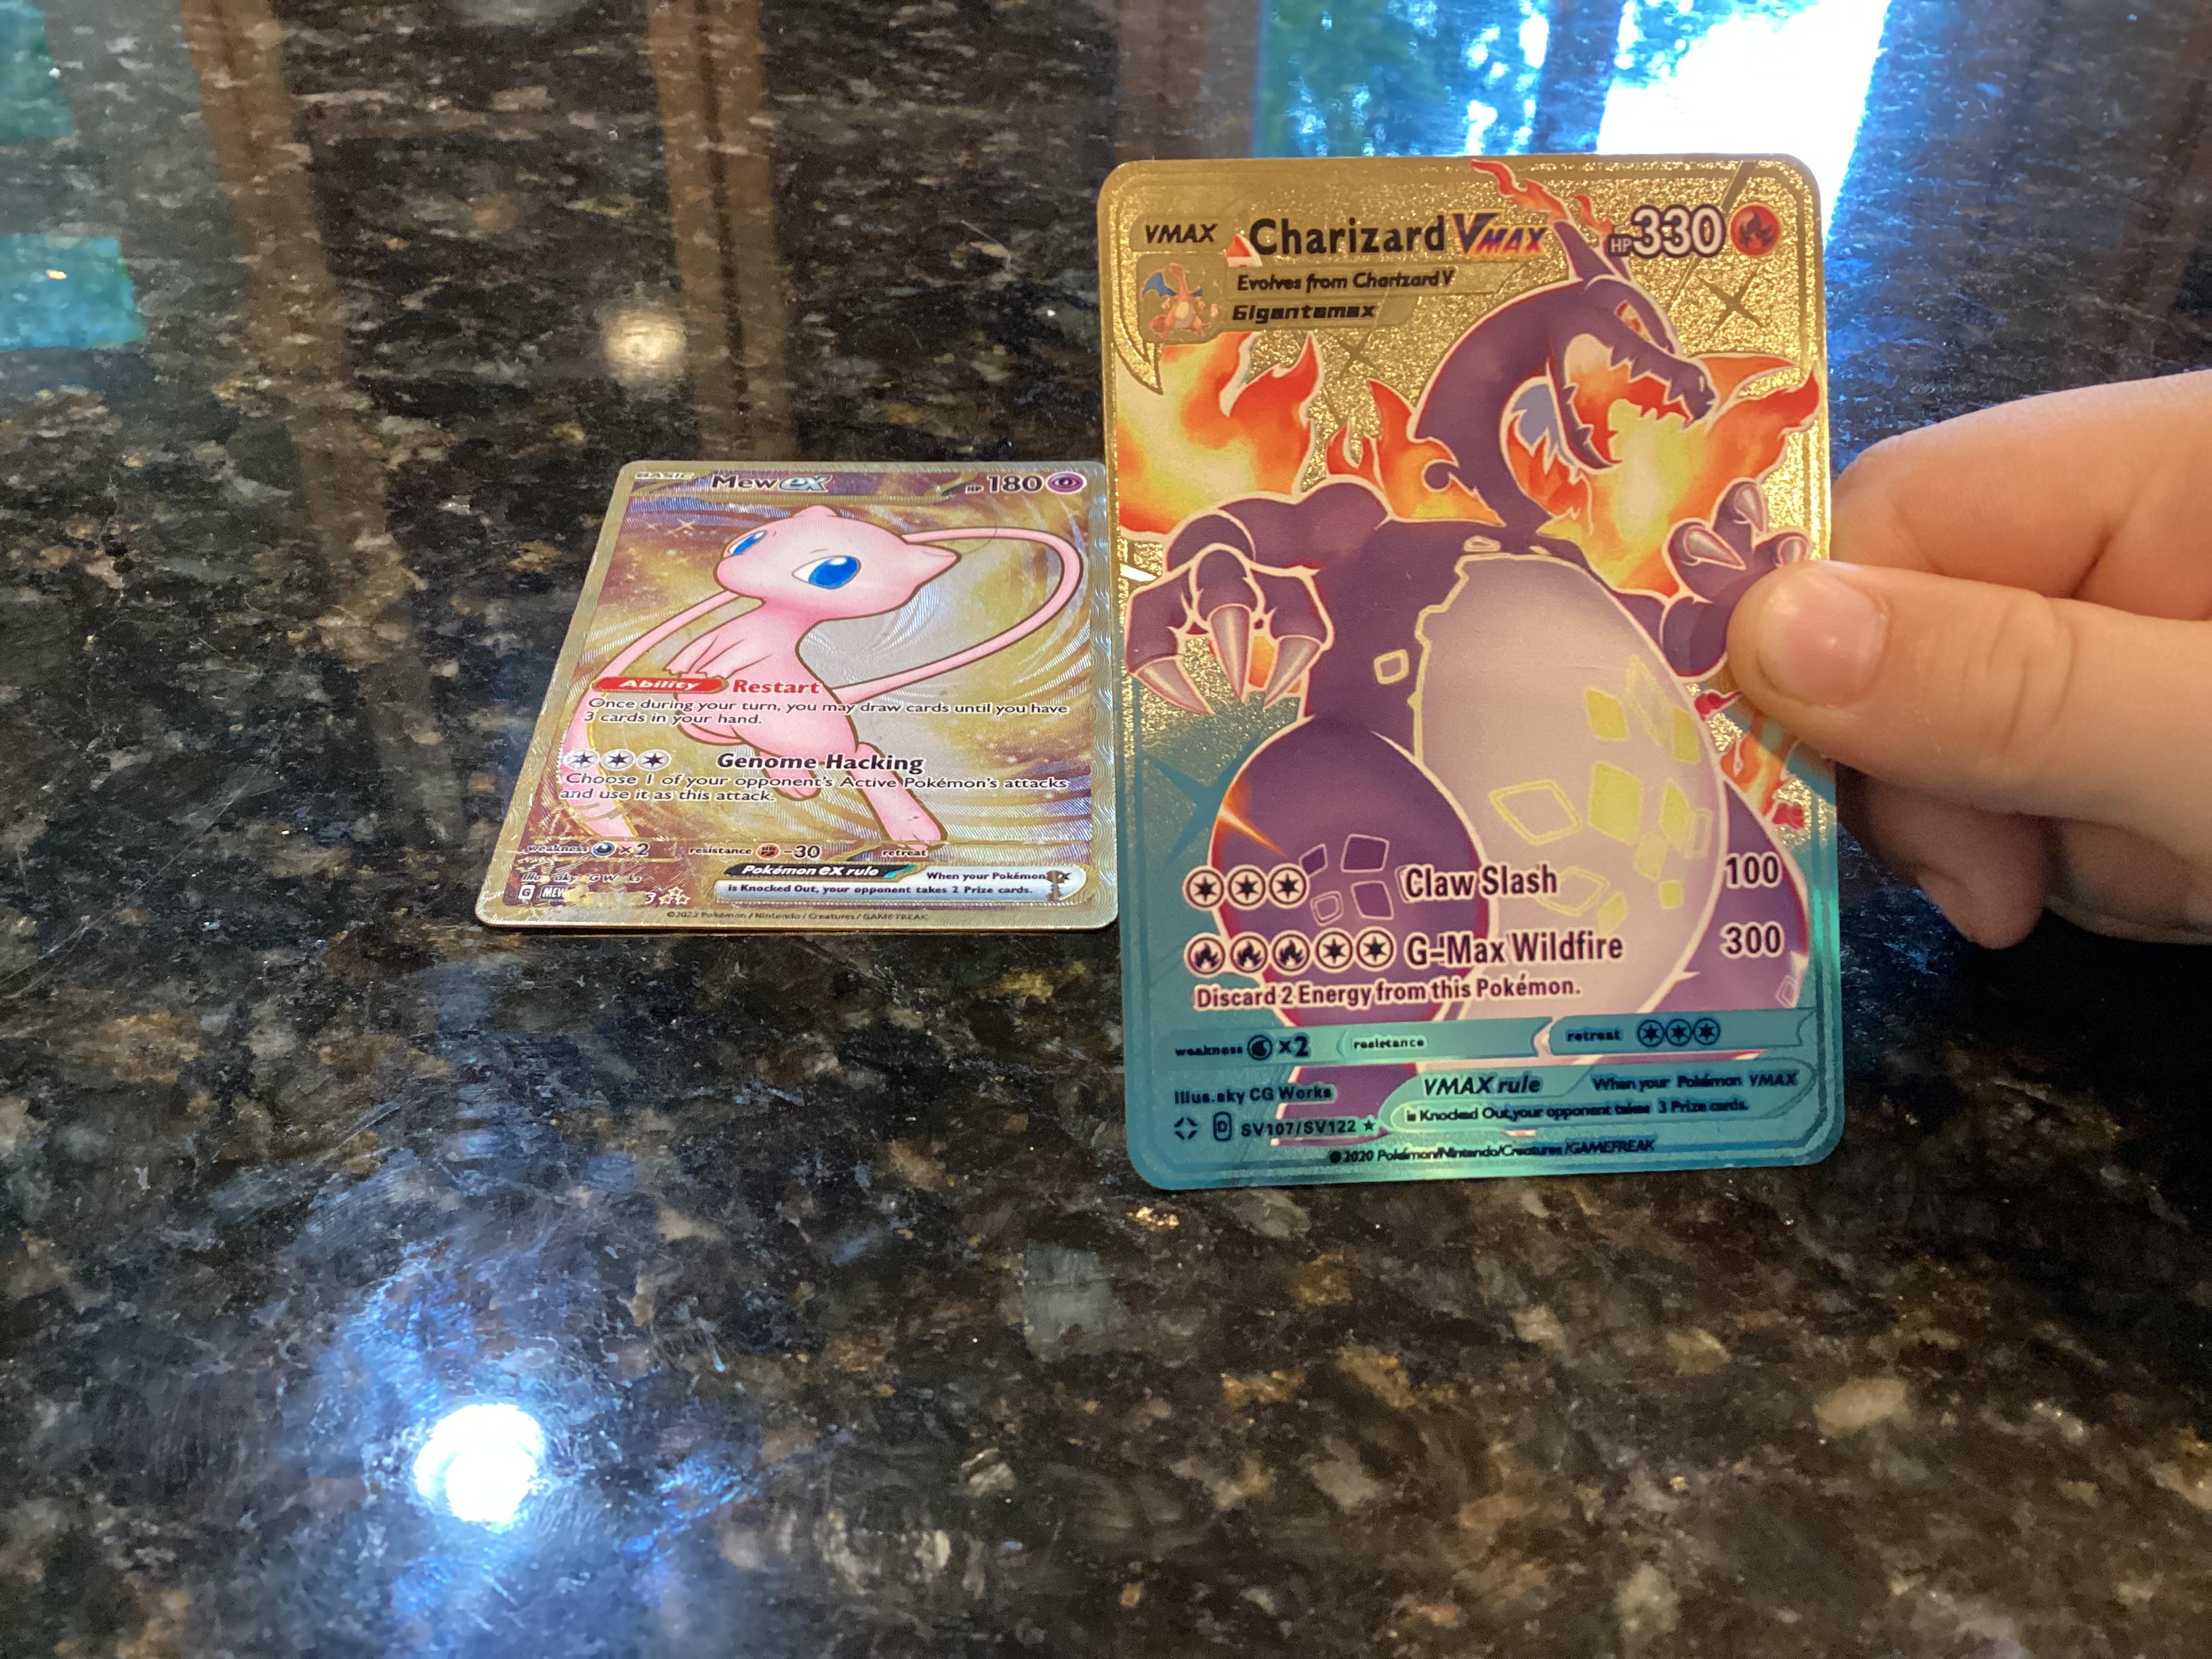 BASIC Mew ex HP 180
Ability Restart
Once during your turn, you may draw cards until you have
3 cards in your hand.
Genome Hacking
Choose 1 of your opponent's Active Pokémon's attacks
and use it as this attack.
weakness ×2 resistance -30 retreat
Pokémon ex rule When your Pokémon
is Knocked Out, your opponent takes 2 Prize cards.
G MEW
©2023 Pokémon / Nintendo / Creatures / GAME FREAK
VMAX Charizard VMAX HP 330
Evolves from Charizard V
Gigantamax
Claw Slash 100
G-Max Wildfire 300
Discard 2 Energy from this Pokémon.
weakness ×2 resistance retreat
Illus.sky CG Works
VMAX rule When your Pokémon VMAX
is Knocked Out,your opponent takes 3 Prize cards.
D SV107/SV122
©2020 Pokémon/Nintendo/Creatures/GAMEFREAK